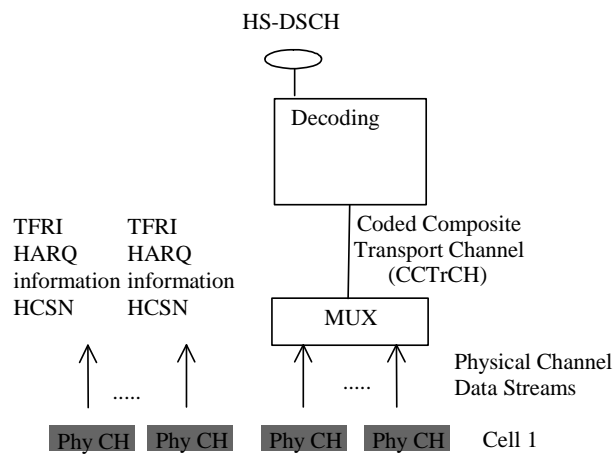 HS-DSCH
Decoding
TFRI
HARQ
information
HCSN
TFRI
HARQ
information
HCSN
Coded Composite
Transport Channel
(CCTrCH)
MUX
Physical Channel
Data Streams
.....
.....
Phy CH
Phy CH
Phy CH
Phy CH
Cell 1